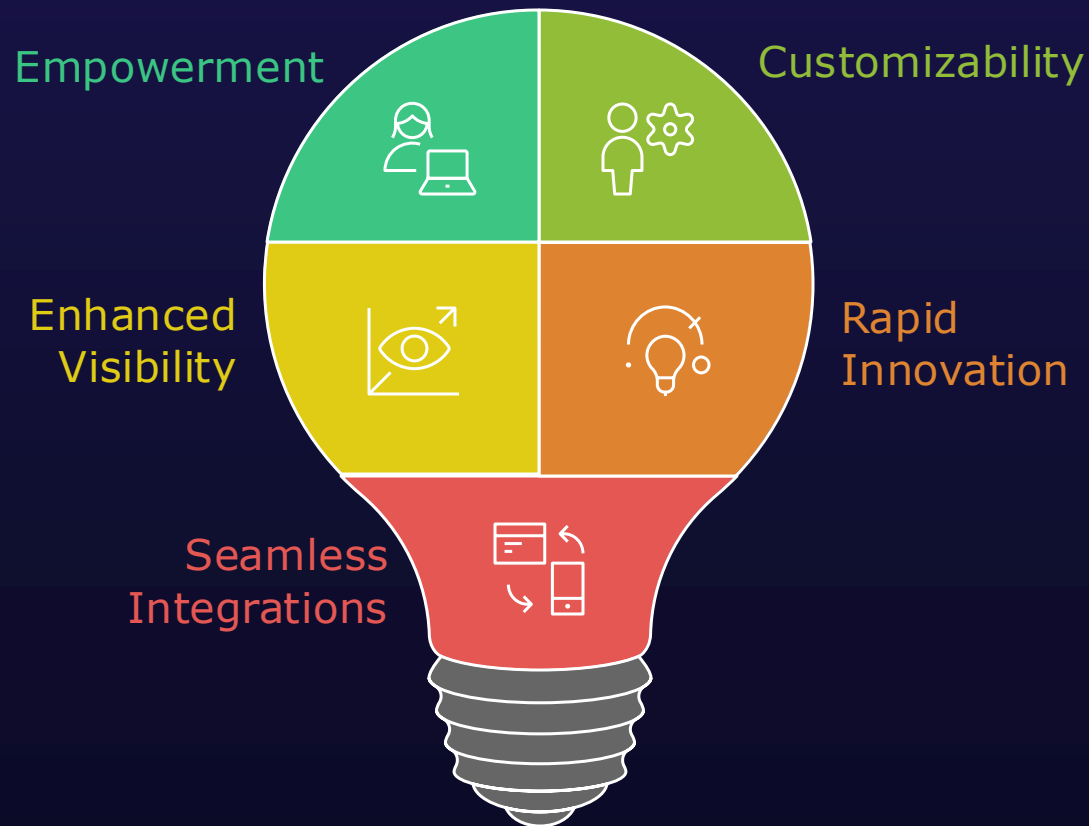 Empowerment
Customizability
Enhanced
Visibility
Rapid
Innovation
Seamless
Integrations